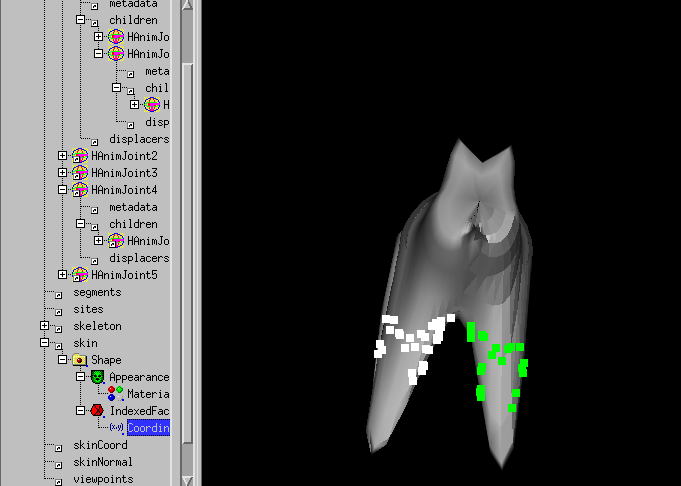 metadata
children
HAnimJo
HAnimJo
meta
chil
H
disp
displacers
HAnimJoint2
HAnimJoint3
HAnimJoint4
metadata
children
HAnimJo
displacers
HAnimJoint5
segments
sites
skeleton
skin
Shape
Appearance
Materia
IndexedFac
(x,y) Coordin
skinCoord
skinNormal
viewpoints